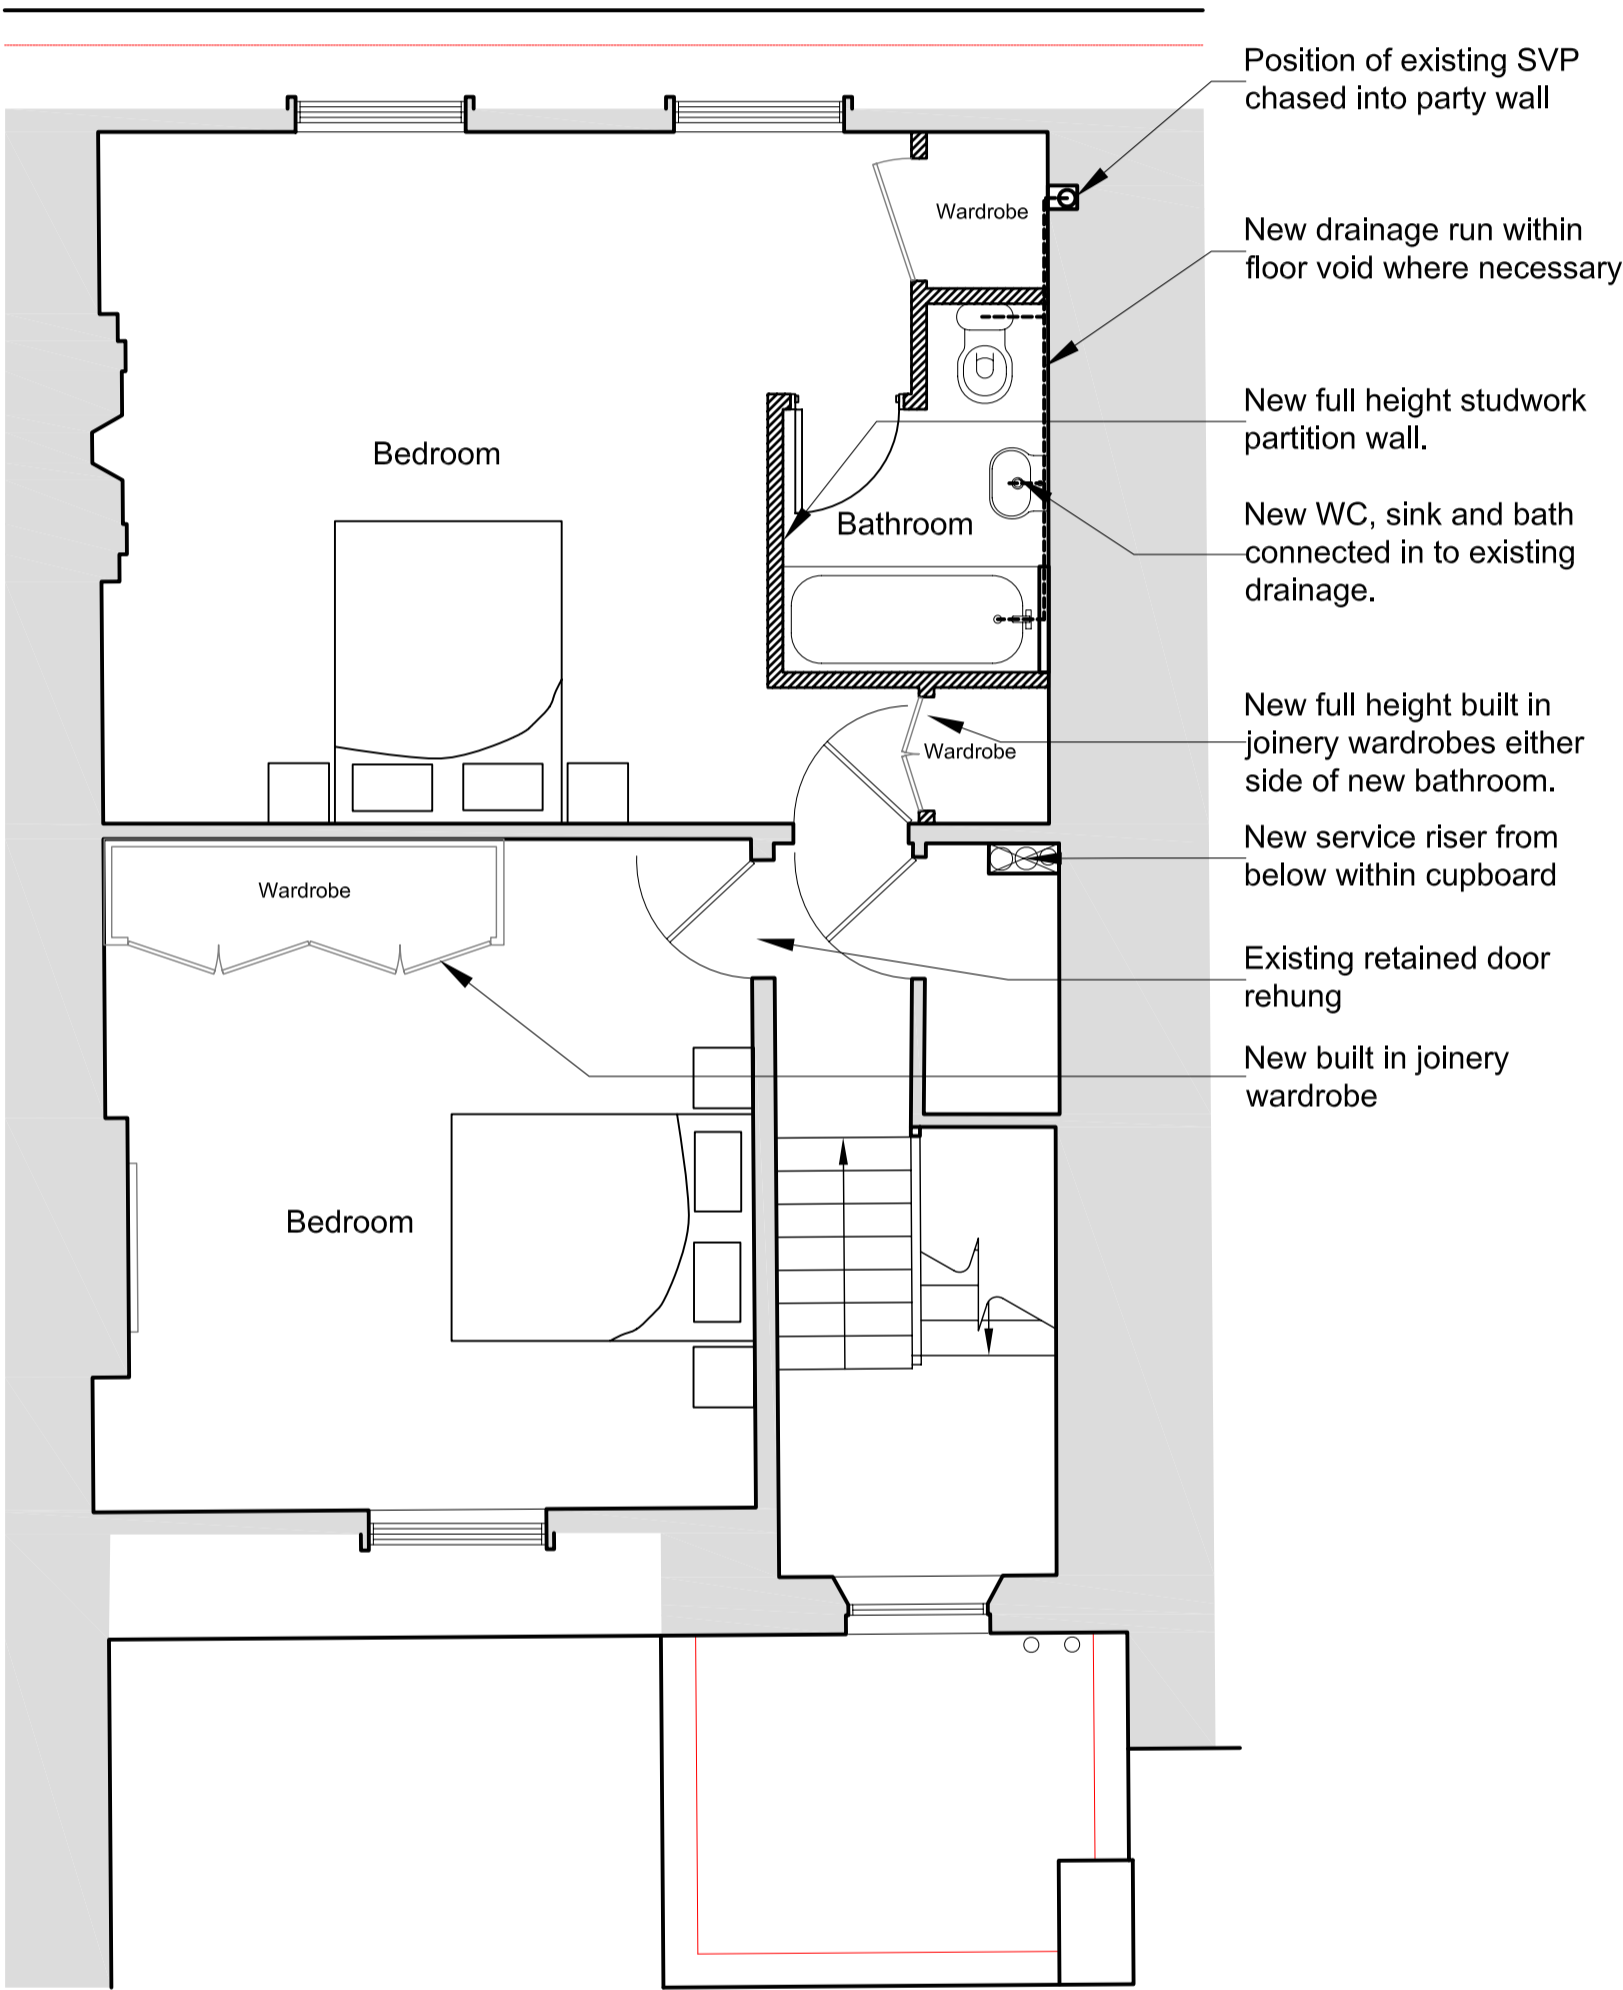 Position of existing SVP
chased into party wall
Wardrobe
New drainage run within
floor void where necessary
New full height studwork
partition wall.
Bedroom
New WC, sink and bath
connected in to existing
drainage.
Bathroom
New full height built in
joinery wardrobes either
side of new bathroom.
Wardrobe
New service riser from
below within cupboard
Wardrobe
Existing retained door
rehung
New built in joinery
wardrobe
Bedroom